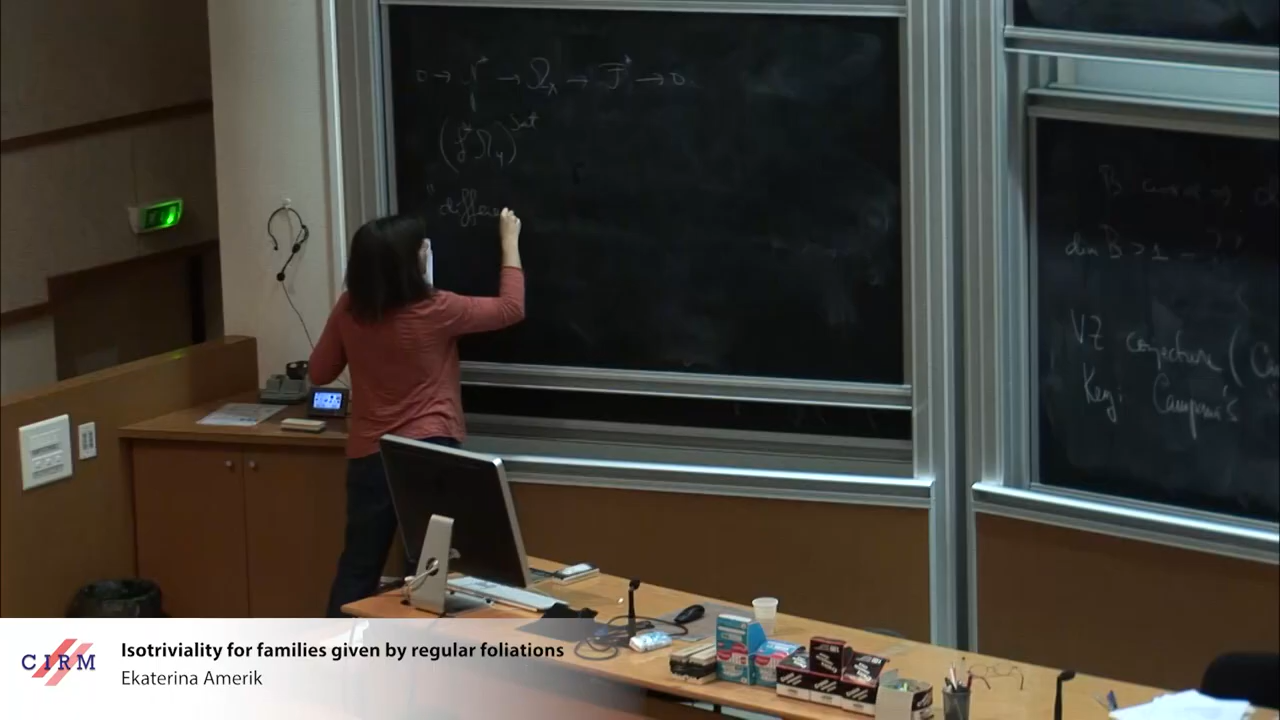 0 → 𝒥* → Ω_X → ℱ* → 0
(f*Ω_Y)^sat
"differe
B curve ⇒
dim B > 1 — ??
VZ conjecture (
Key: Campana's
CIRM
Isotriviality for families given by regular foliations
Ekaterina Amerik